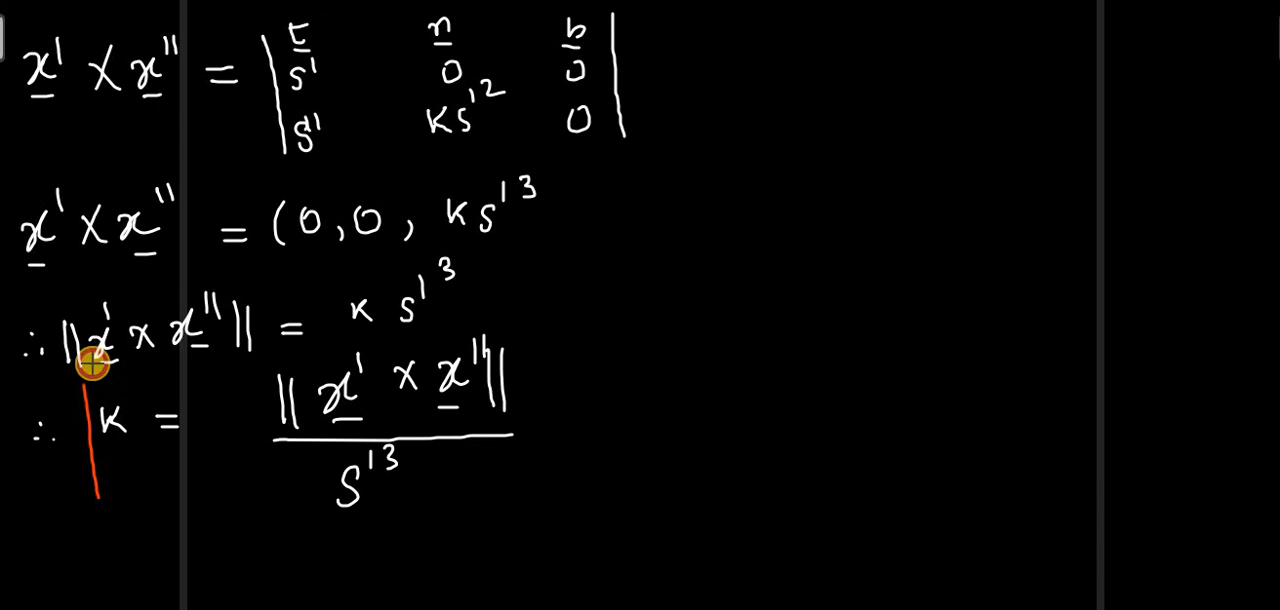 x' × x'' = | t n b
s' 0 0
s'' κs'² 0 |
x' × x'' = (0, 0, κs'³
∴ ||x' × x''|| = κ s'³
∴ κ = || x' × x'' ||
s'³